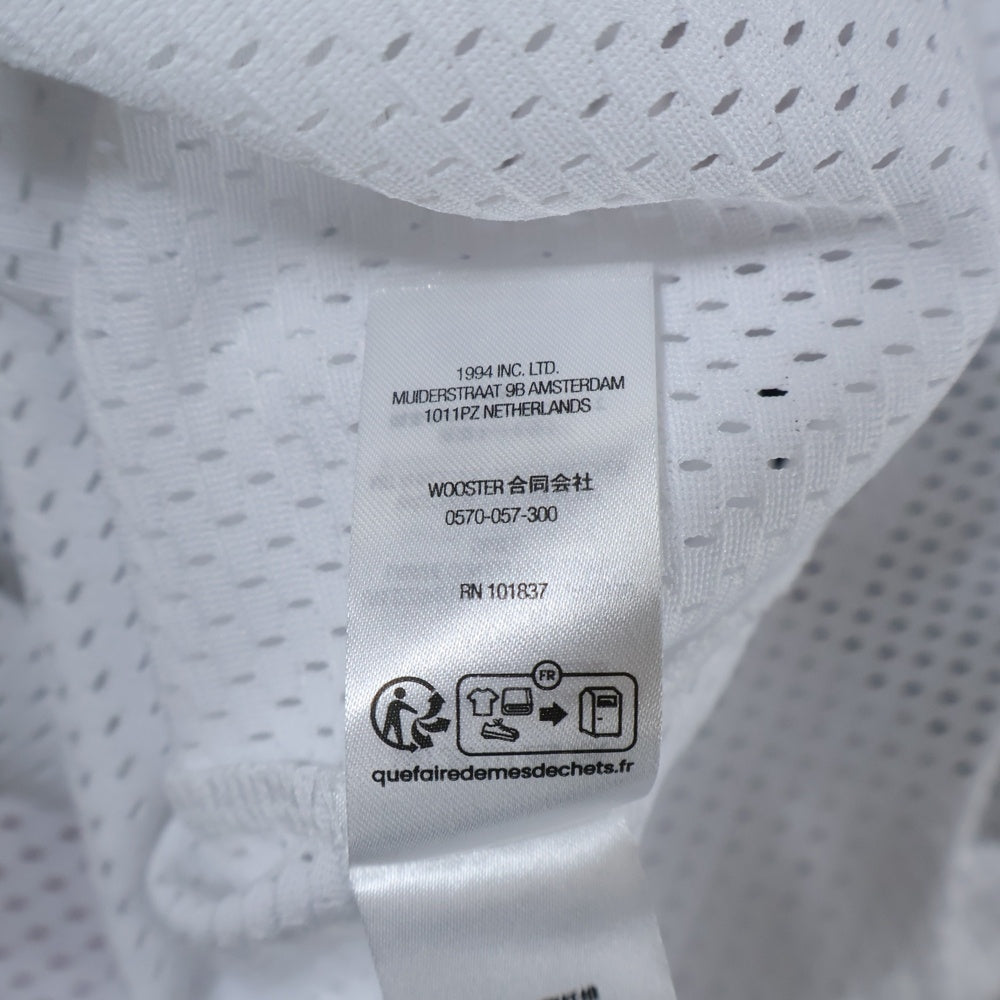 1994 INC. LTD.
MUIDERSTRAAT 9B AMSTERDAM
1011PZ NETHERLANDS
WOOSTER 合同会社
0570-057-300
RN 101837
FR
quefairedemesdechets.fr